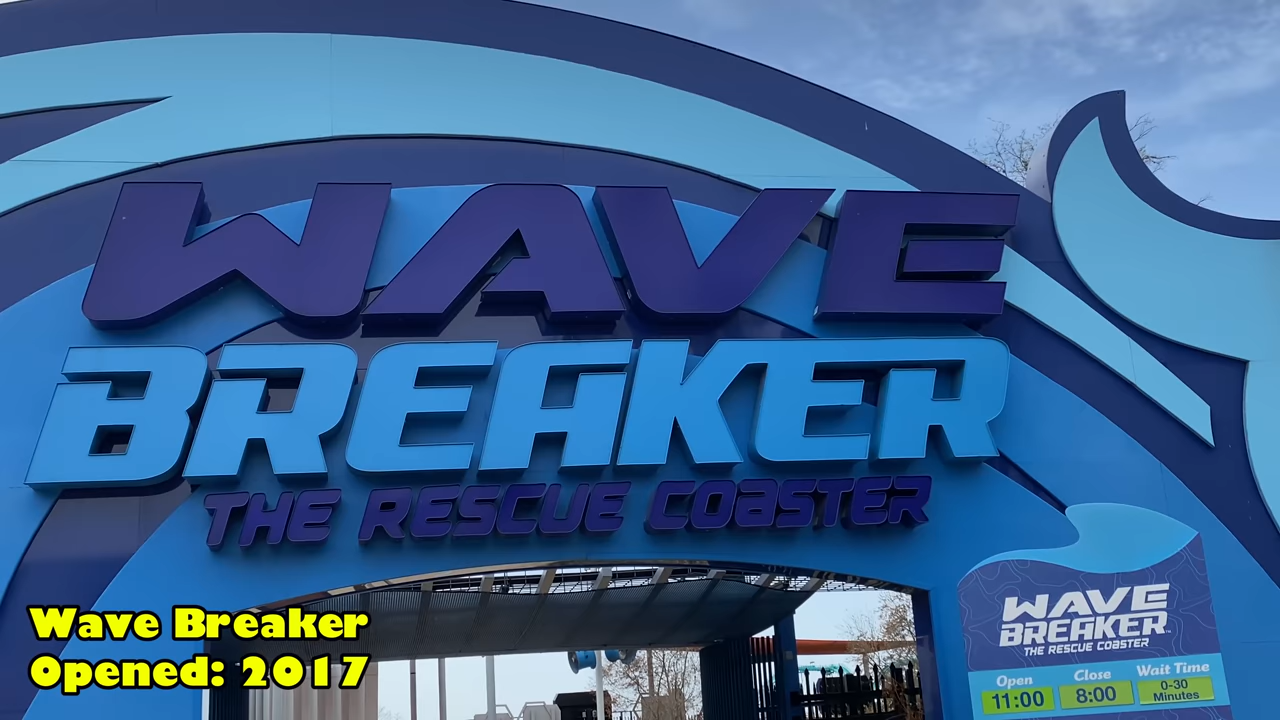 WAVE
BREAKER
THE RESCUE COASTER
Wave Breaker
Opened: 2017
WAVE
BREAKER
THE RESCUE COASTER
Open Close Wait Time
11:00 8:00 0-30 Minutes